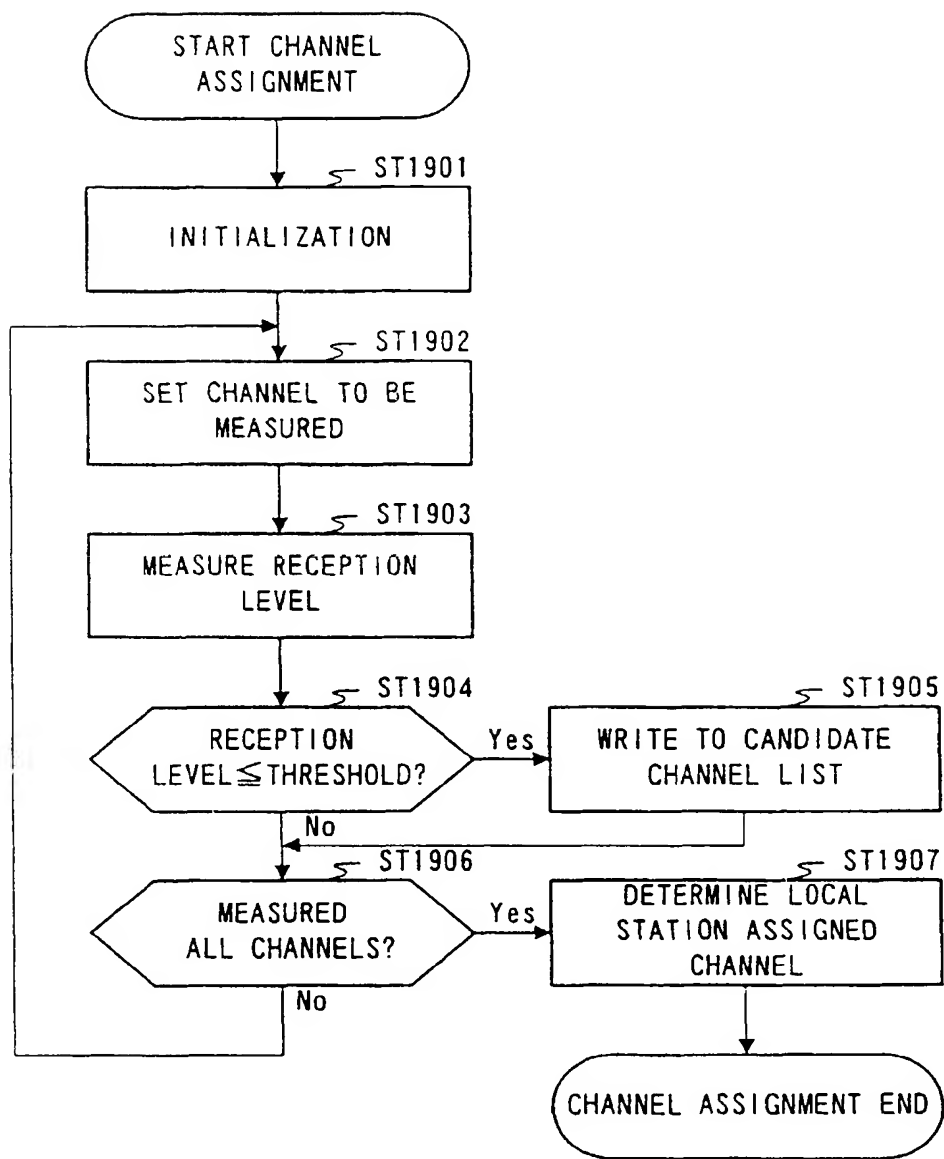 START CHANNEL
ASSIGNMENT
ST1901
INITIALIZATION
ST1902
SET CHANNEL TO BE
MEASURED
ST1903
MEASURE RECEPTION
LEVEL
ST1904
RECEPTION
LEVEL≦THRESHOLD?
Yes
No
ST1905
WRITE TO CANDIDATE
CHANNEL LIST
ST1906
MEASURED
ALL CHANNELS?
Yes
No
ST1907
DETERMINE LOCAL
STATION ASSIGNED
CHANNEL
CHANNEL ASSIGNMENT END